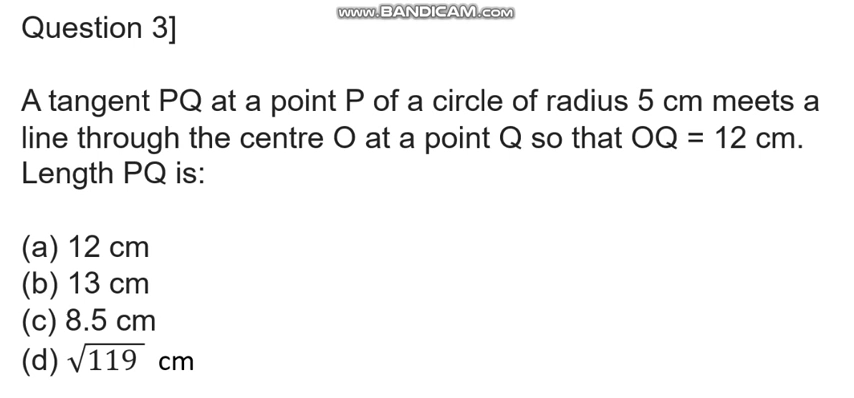 www.BANDICAM.COM
Question 3]
A tangent PQ at a point P of a circle of radius 5 cm meets a
line through the centre O at a point Q so that OQ = 12 cm.
Length PQ is:
(a) 12 cm
(b) 13 cm
(c) 8.5 cm
(d) √119 cm